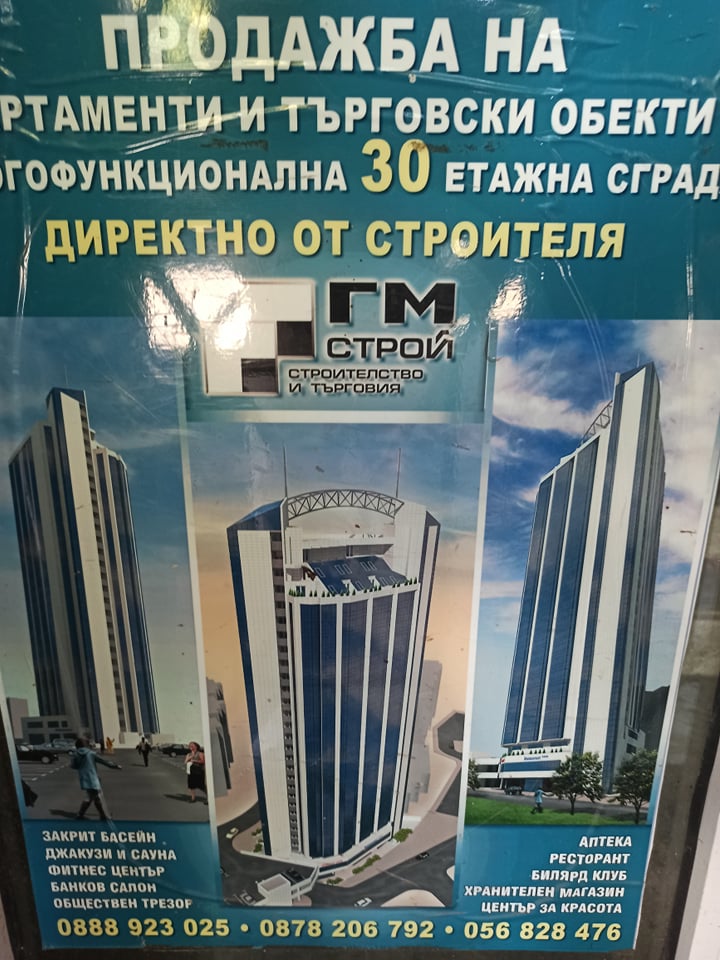 ПРОДАЖБА НА
РТАМЕНТИ И ТЪРГОВСКИ ОБЕКТИ
ОГОФУНКЦИОНАЛНА 30 ЕТАЖНА СГРАД
ДИРЕКТНО ОТ СТРОИТЕЛЯ
ГМ
СТРОЙ
СТРОИТЕЛСТВО
И ТЪРГОВИЯ
ЗАКРИТ БАСЕЙН
ДЖАКУЗИ И САУНА
ФИТНЕС ЦЕНТЪР
БАНКОВ САЛОН
ОБЩЕСТВЕН ТРЕЗОР
АПТЕКА
РЕСТОРАНТ
БИЛЯРД КЛУБ
ХРАНИТЕЛЕН МАГАЗИН
ЦЕНТЪР ЗА КРАСОТА
0888 923 025 • 0878 206 792 • 056 828 476